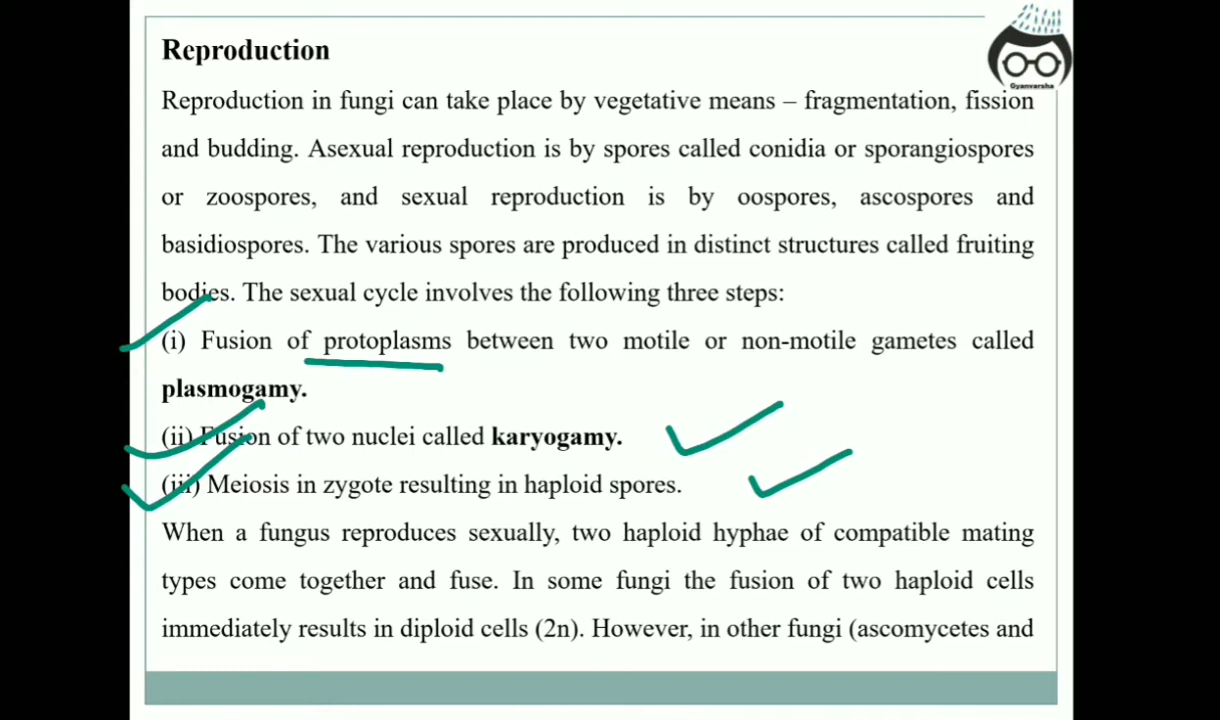 Reproduction
Gyanvarsha
Reproduction in fungi can take place by vegetative means – fragmentation, fission
and budding. Asexual reproduction is by spores called conidia or sporangiospores
or zoospores, and sexual reproduction is by oospores, ascospores and
basidiospores. The various spores are produced in distinct structures called fruiting
bodies. The sexual cycle involves the following three steps:
(i) Fusion of protoplasms between two motile or non-motile gametes called
plasmogamy.
(ii) Fusion of two nuclei called karyogamy.
(iii) Meiosis in zygote resulting in haploid spores.
When a fungus reproduces sexually, two haploid hyphae of compatible mating
types come together and fuse. In some fungi the fusion of two haploid cells
immediately results in diploid cells (2n). However, in other fungi (ascomycetes and